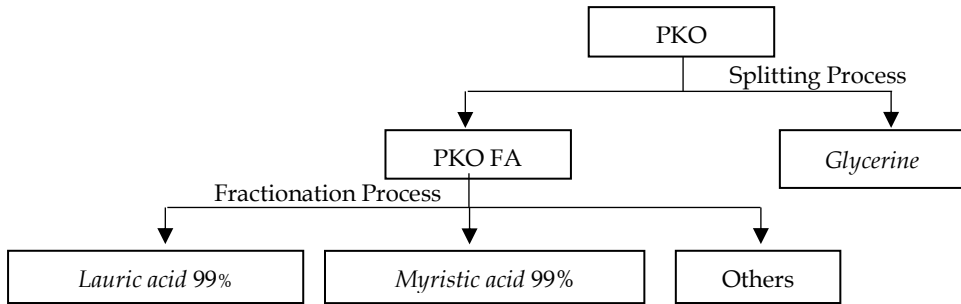 PKO
Splitting Process
PKO FA
Glycerine
Fractionation Process
Lauric acid 99%
Myristic acid 99%
Others